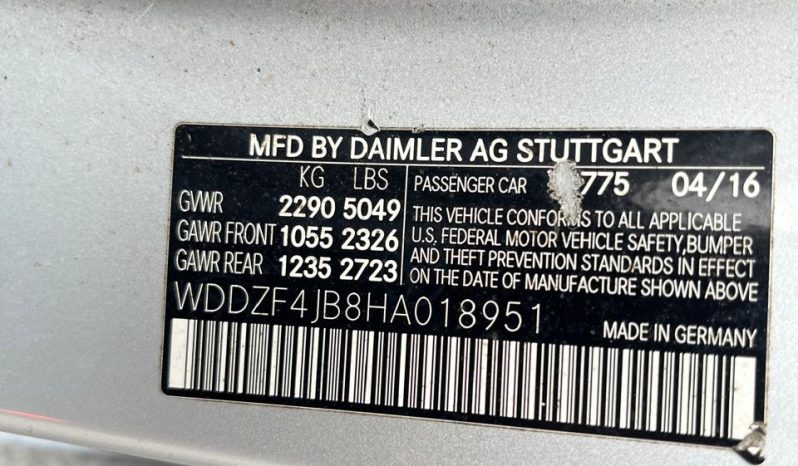 MFD BY DAIMLER AG STUTTGART
KG LBS
GVWR 2290 5049
GAWR FRONT 1055 2326
GAWR REAR 1235 2723
PASSENGER CAR 775 04/16
THIS VEHICLE CONFORMS TO ALL APPLICABLE
U.S. FEDERAL MOTOR VEHICLE SAFETY,BUMPER
AND THEFT PREVENTION STANDARDS IN EFFECT
ON THE DATE OF MANUFACTURE SHOWN ABOVE
WDDZF4JB8HA018951
MADE IN GERMANY